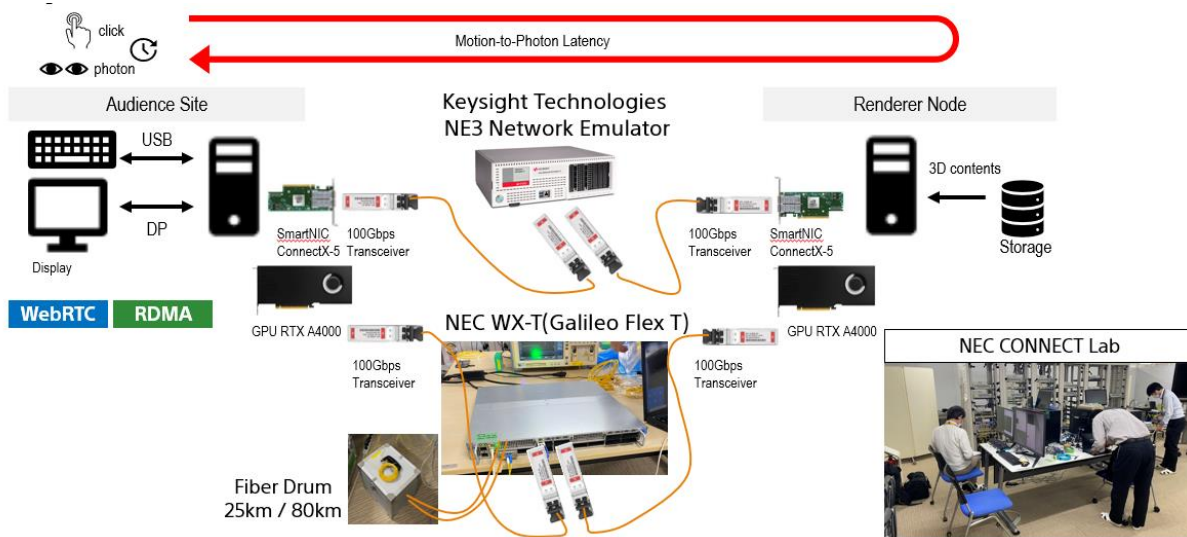 click
photon
Motion-to-Photon Latency
Audience Site
Keysight Technologies
NE3 Network Emulator
Renderer Node
USB
DP
Display
SmartNIC
ConnectX-5
100Gbps
Transceiver
100Gbps
Transceiver
SmartNIC
ConnectX-5
3D contents
Storage
WebRTC
RDMA
GPU RTX A4000
100Gbps
Transceiver
NEC WX-T(Galileo Flex T)
100Gbps
Transceiver
GPU RTX A4000
NEC CONNECT Lab
Fiber Drum
25km / 80km